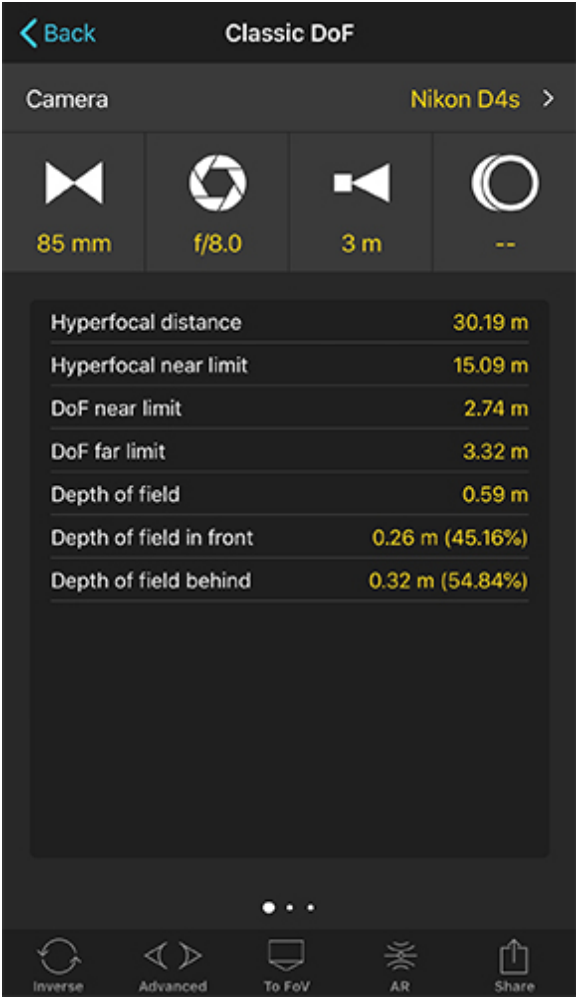 Back Classic DoF
Camera Nikon D4s
85 mm f/8.0 3 m --
Hyperfocal distance 30.19 m
Hyperfocal near limit 15.09 m
DoF near limit 2.74 m
DoF far limit 3.32 m
Depth of field 0.59 m
Depth of field in front 0.26 m (45.16%)
Depth of field behind 0.32 m (54.84%)
Inverse Advanced To FoV AR Share